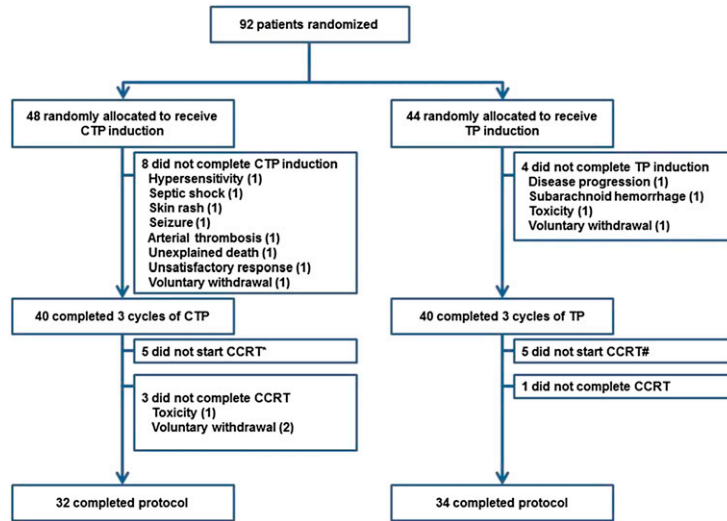 92 patients randomized
48 randomly allocated to receive
CTP induction
44 randomly allocated to receive
TP induction
8 did not complete CTP induction
Hypersensitivity (1)
Septic shock (1)
Skin rash (1)
Seizure (1)
Arterial thrombosis (1)
Unexplained death (1)
Unsatisfactory response (1)
Voluntary withdrawal (1)
4 did not complete TP induction
Disease progression (1)
Subarachnoid hemorrhage (1)
Toxicity (1)
Voluntary withdrawal (1)
40 completed 3 cycles of CTP
40 completed 3 cycles of TP
5 did not start CCRT*
5 did not start CCRT#
3 did not complete CCRT
Toxicity (1)
Voluntary withdrawal (2)
1 did not complete CCRT
32 completed protocol
34 completed protocol